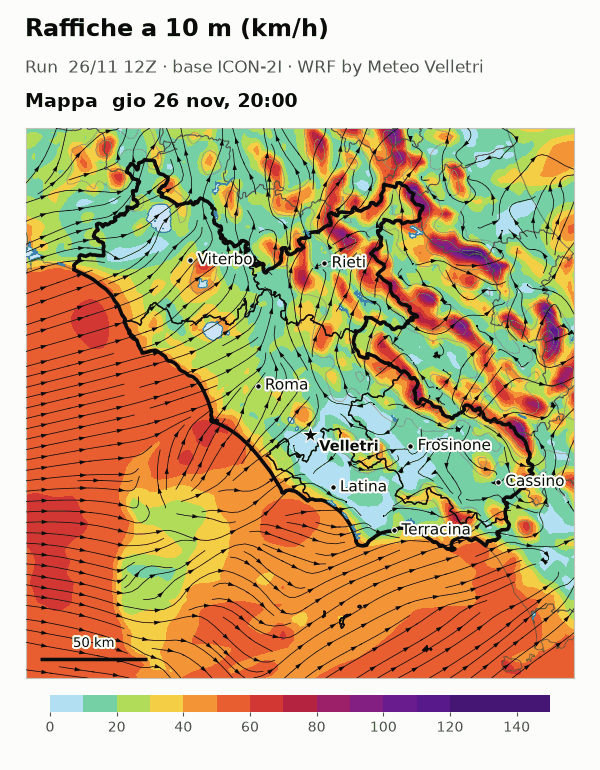 Raffiche a 10 m (km/h)
Run  26/11 12Z · base ICON-2I · WRF by Meteo Velletri
Mappa  gio 26 nov, 20:00
Viterbo
Rieti
Roma
Velletri
Frosinone
Latina
Cassino
Terracina
50 km
0 20 40 60 80 100 120 140